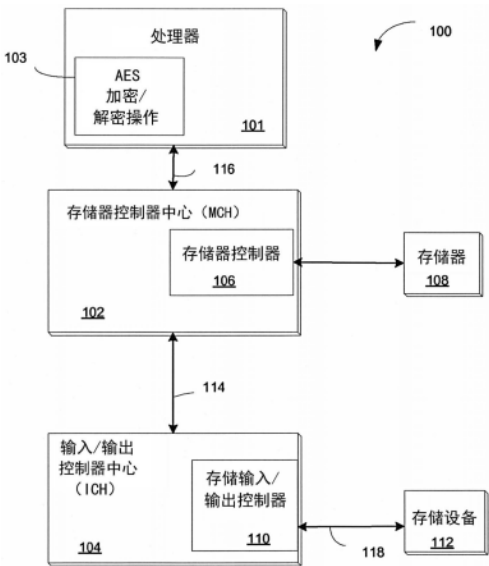 处理器
100
103
AES
加密/
解密操作
101
116
存储器控制器中心（MCH）
存储器控制器
106
存储器
108
102
114
输入/输出
控制器中心
（ICH）
存储输入/
输出控制器
存储设备
104
110
118
112